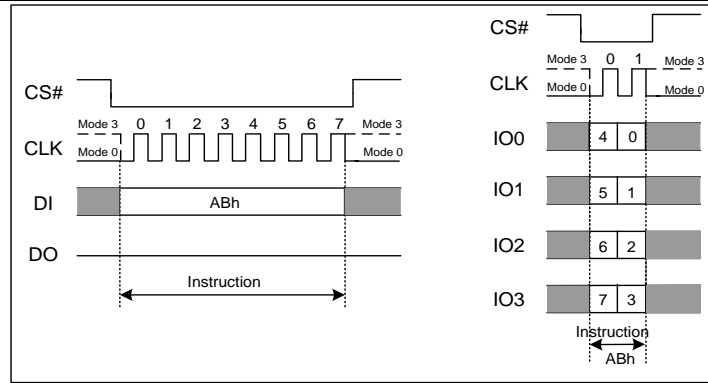 CS#
Mode 3 0 1 2 3 4 5 6 7 Mode 3
CLK
Mode 0 Mode 0
DI ABh
DO
Instruction
CS#
0 1
Mode 3 Mode 3
CLK
Mode 0 Mode 0
IO0 4 0
IO1 5 1
IO2 6 2
IO3 7 3
Instruction
ABh